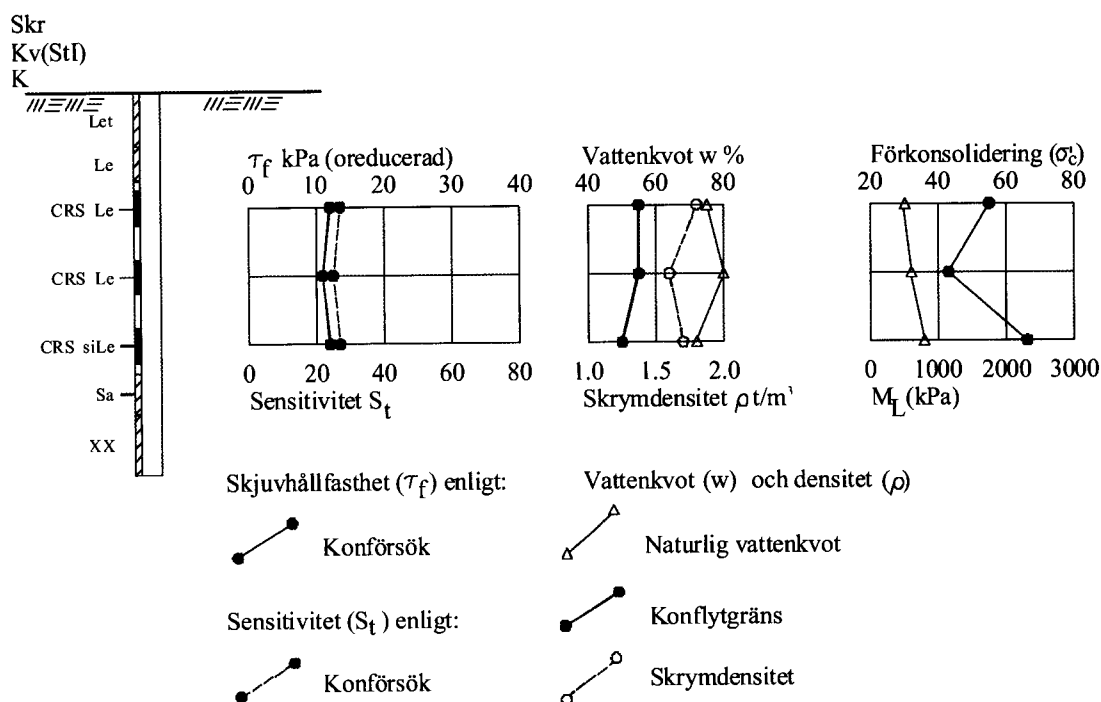 Skr
Kv(StI)
K
Let
Le
CRS Le
CRS Le
CRS siLe
Sa
XX
τf kPa (oreducerad)
0 10 20 30 40
0 20 40 60 80
Sensitivitet St
Vattenkvot w %
40 60 80
1.0 1.5 2.0
Skrymdensitet ρ t/m³
Förkonsolidering (σ'c)
20 40 60 80
0 1000 2000 3000
ML (kPa)
Skjuvhållfasthet (τf) enligt:
Konförsök
Sensitivitet (St) enligt:
Konförsök
Vattenkvot (w) och densitet (ρ)
Naturlig vattenkvot
Konflytgräns
Skrymdensitet